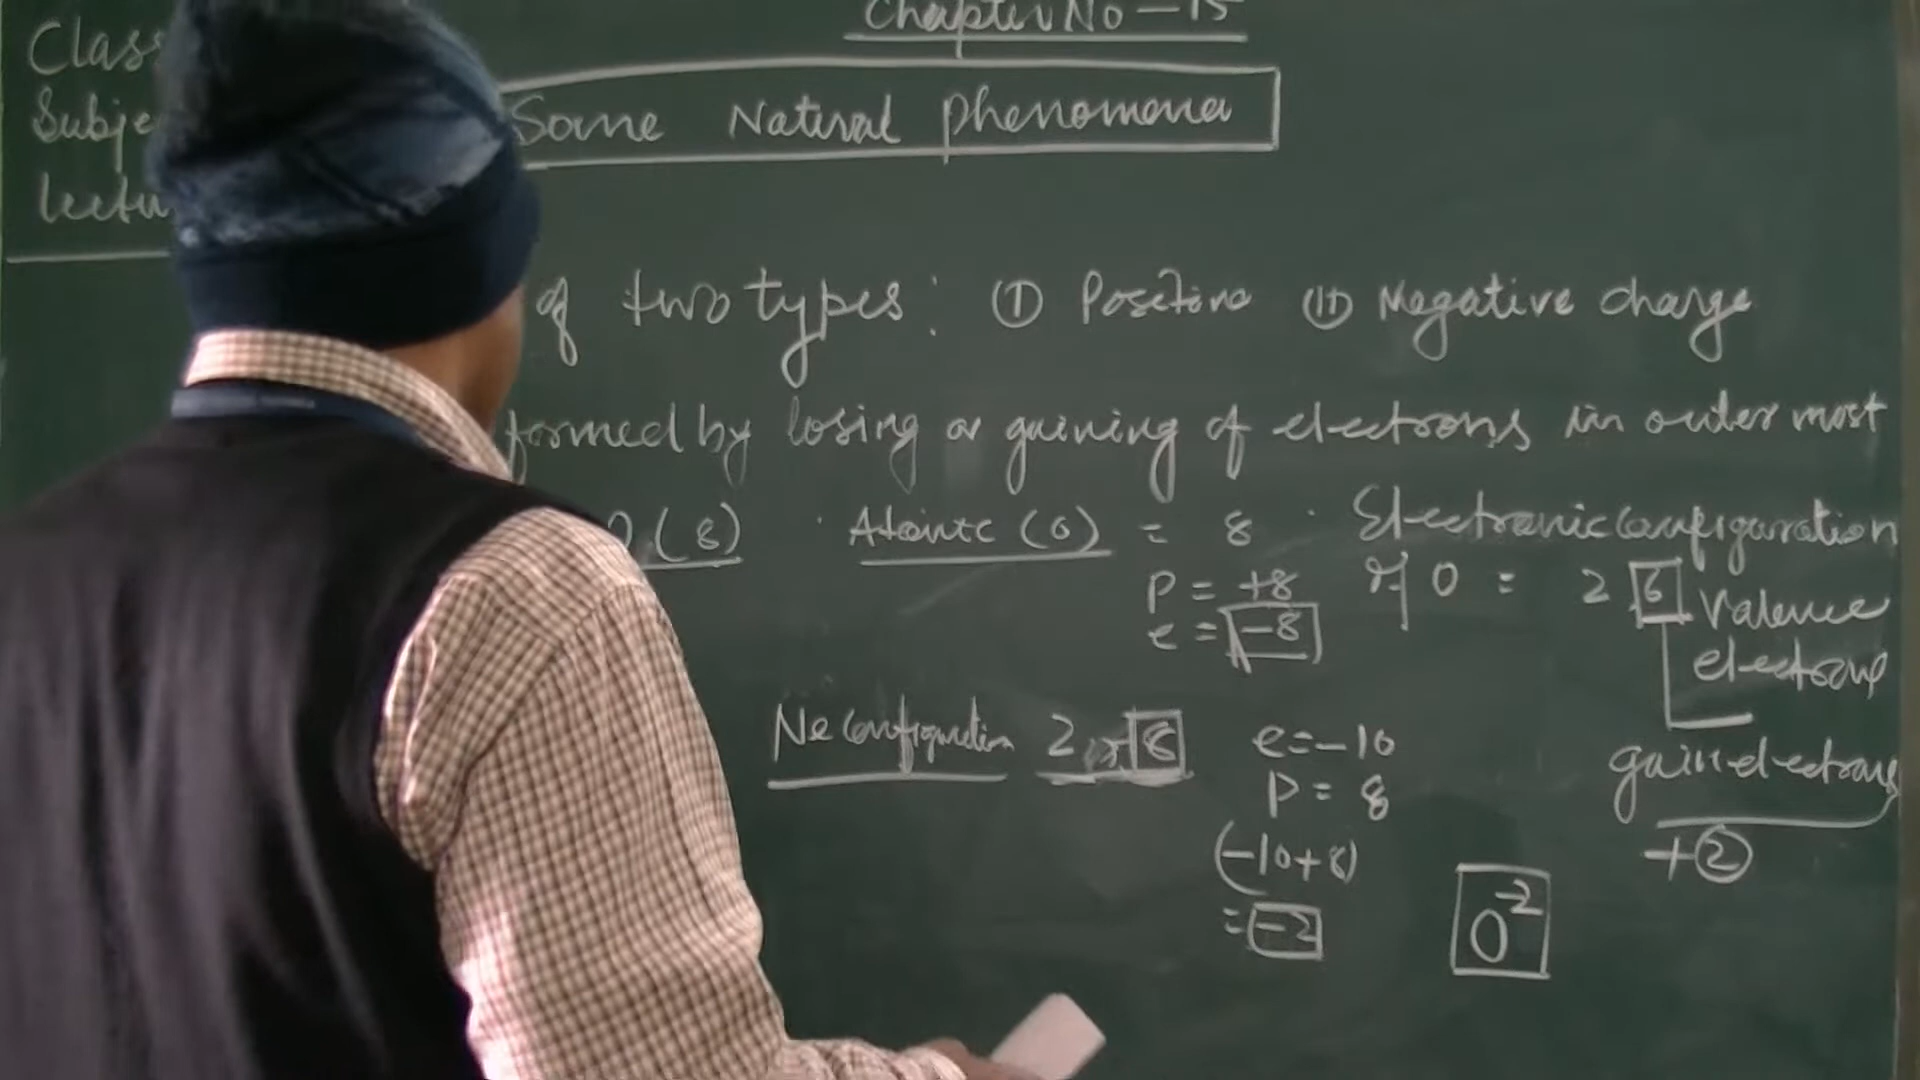 Chapter No - 15
Class
Some Natural Phenomena
Subje
lectu
of two types: (I) Positive (II) Negative charge
formed by losing or gaining of electrons in outer most
O(8) Atomic (O) = 8 Electronic Configuration
P = +8 of O = 2 6 Valence
e = -8 electrons
Ne Configuration 2, 8 e = -10 gain electrons
P = 8
(-10+8) +2
= -2 O-2